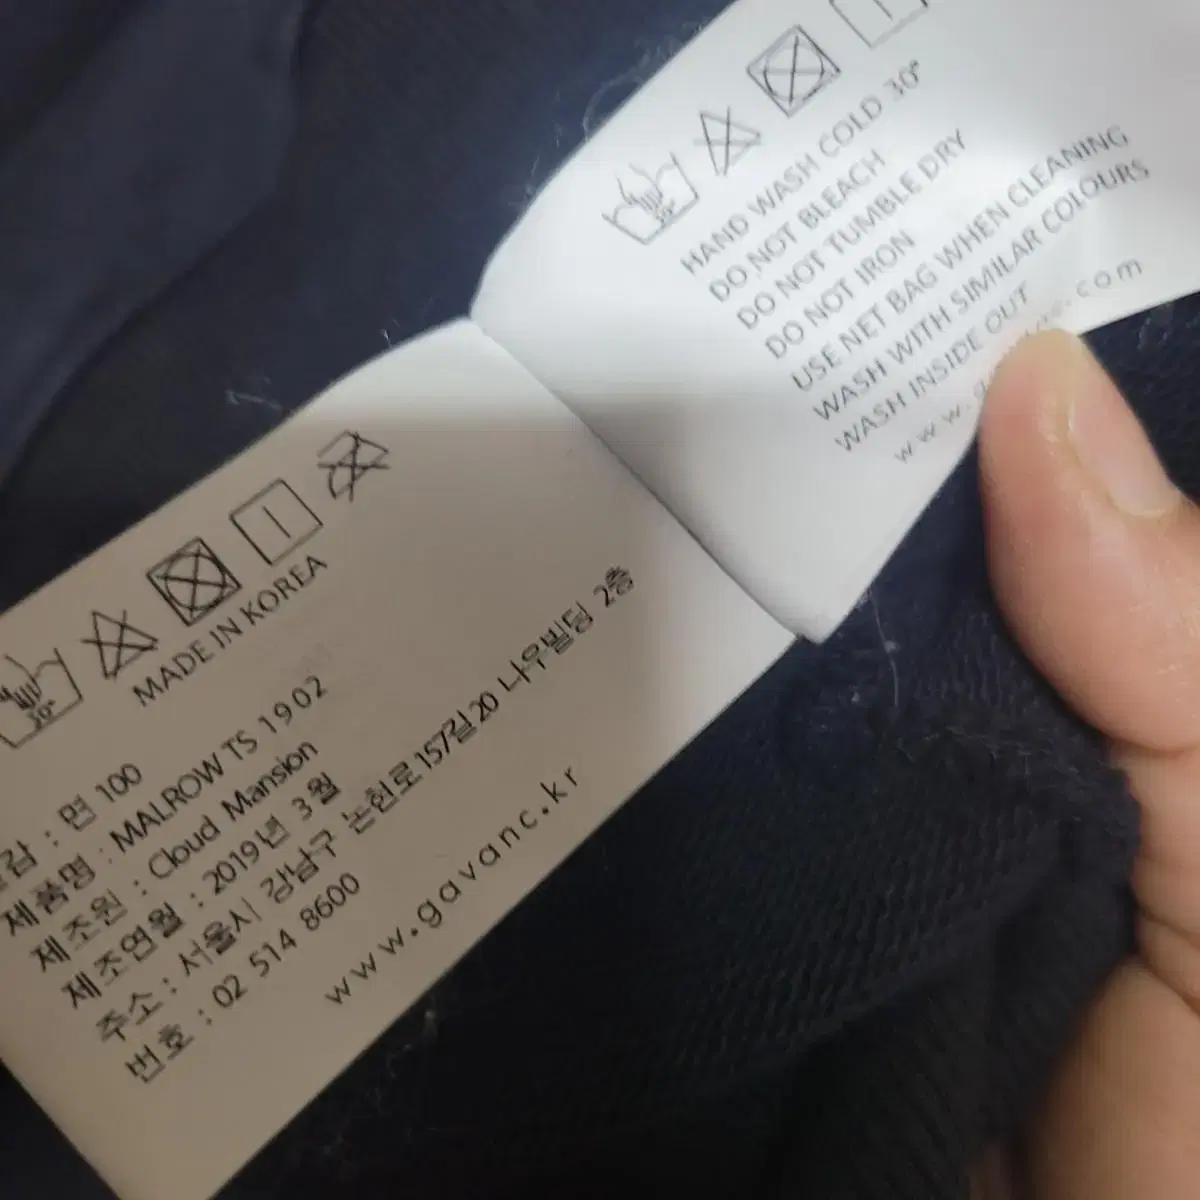 30°
HAND WASH COLD 30°
DO NOT BLEACH
DO NOT TUMBLE DRY
DO NOT IRON
USE NET BAG WHEN CLEANING
WASH WITH SIMILAR COLOURS
WASH INSIDE OUT
www. .com
30°
MADE IN KOREA
: 면 100
제품명 : MALROW TS 1902
제조원 : Cloud Mansion
제조연월 : 2019년 3월
주소 : 서울시 강남구 논현로157길20 나우빌딩 2층
번호 : 02 514 8600
www.gavanc.kr